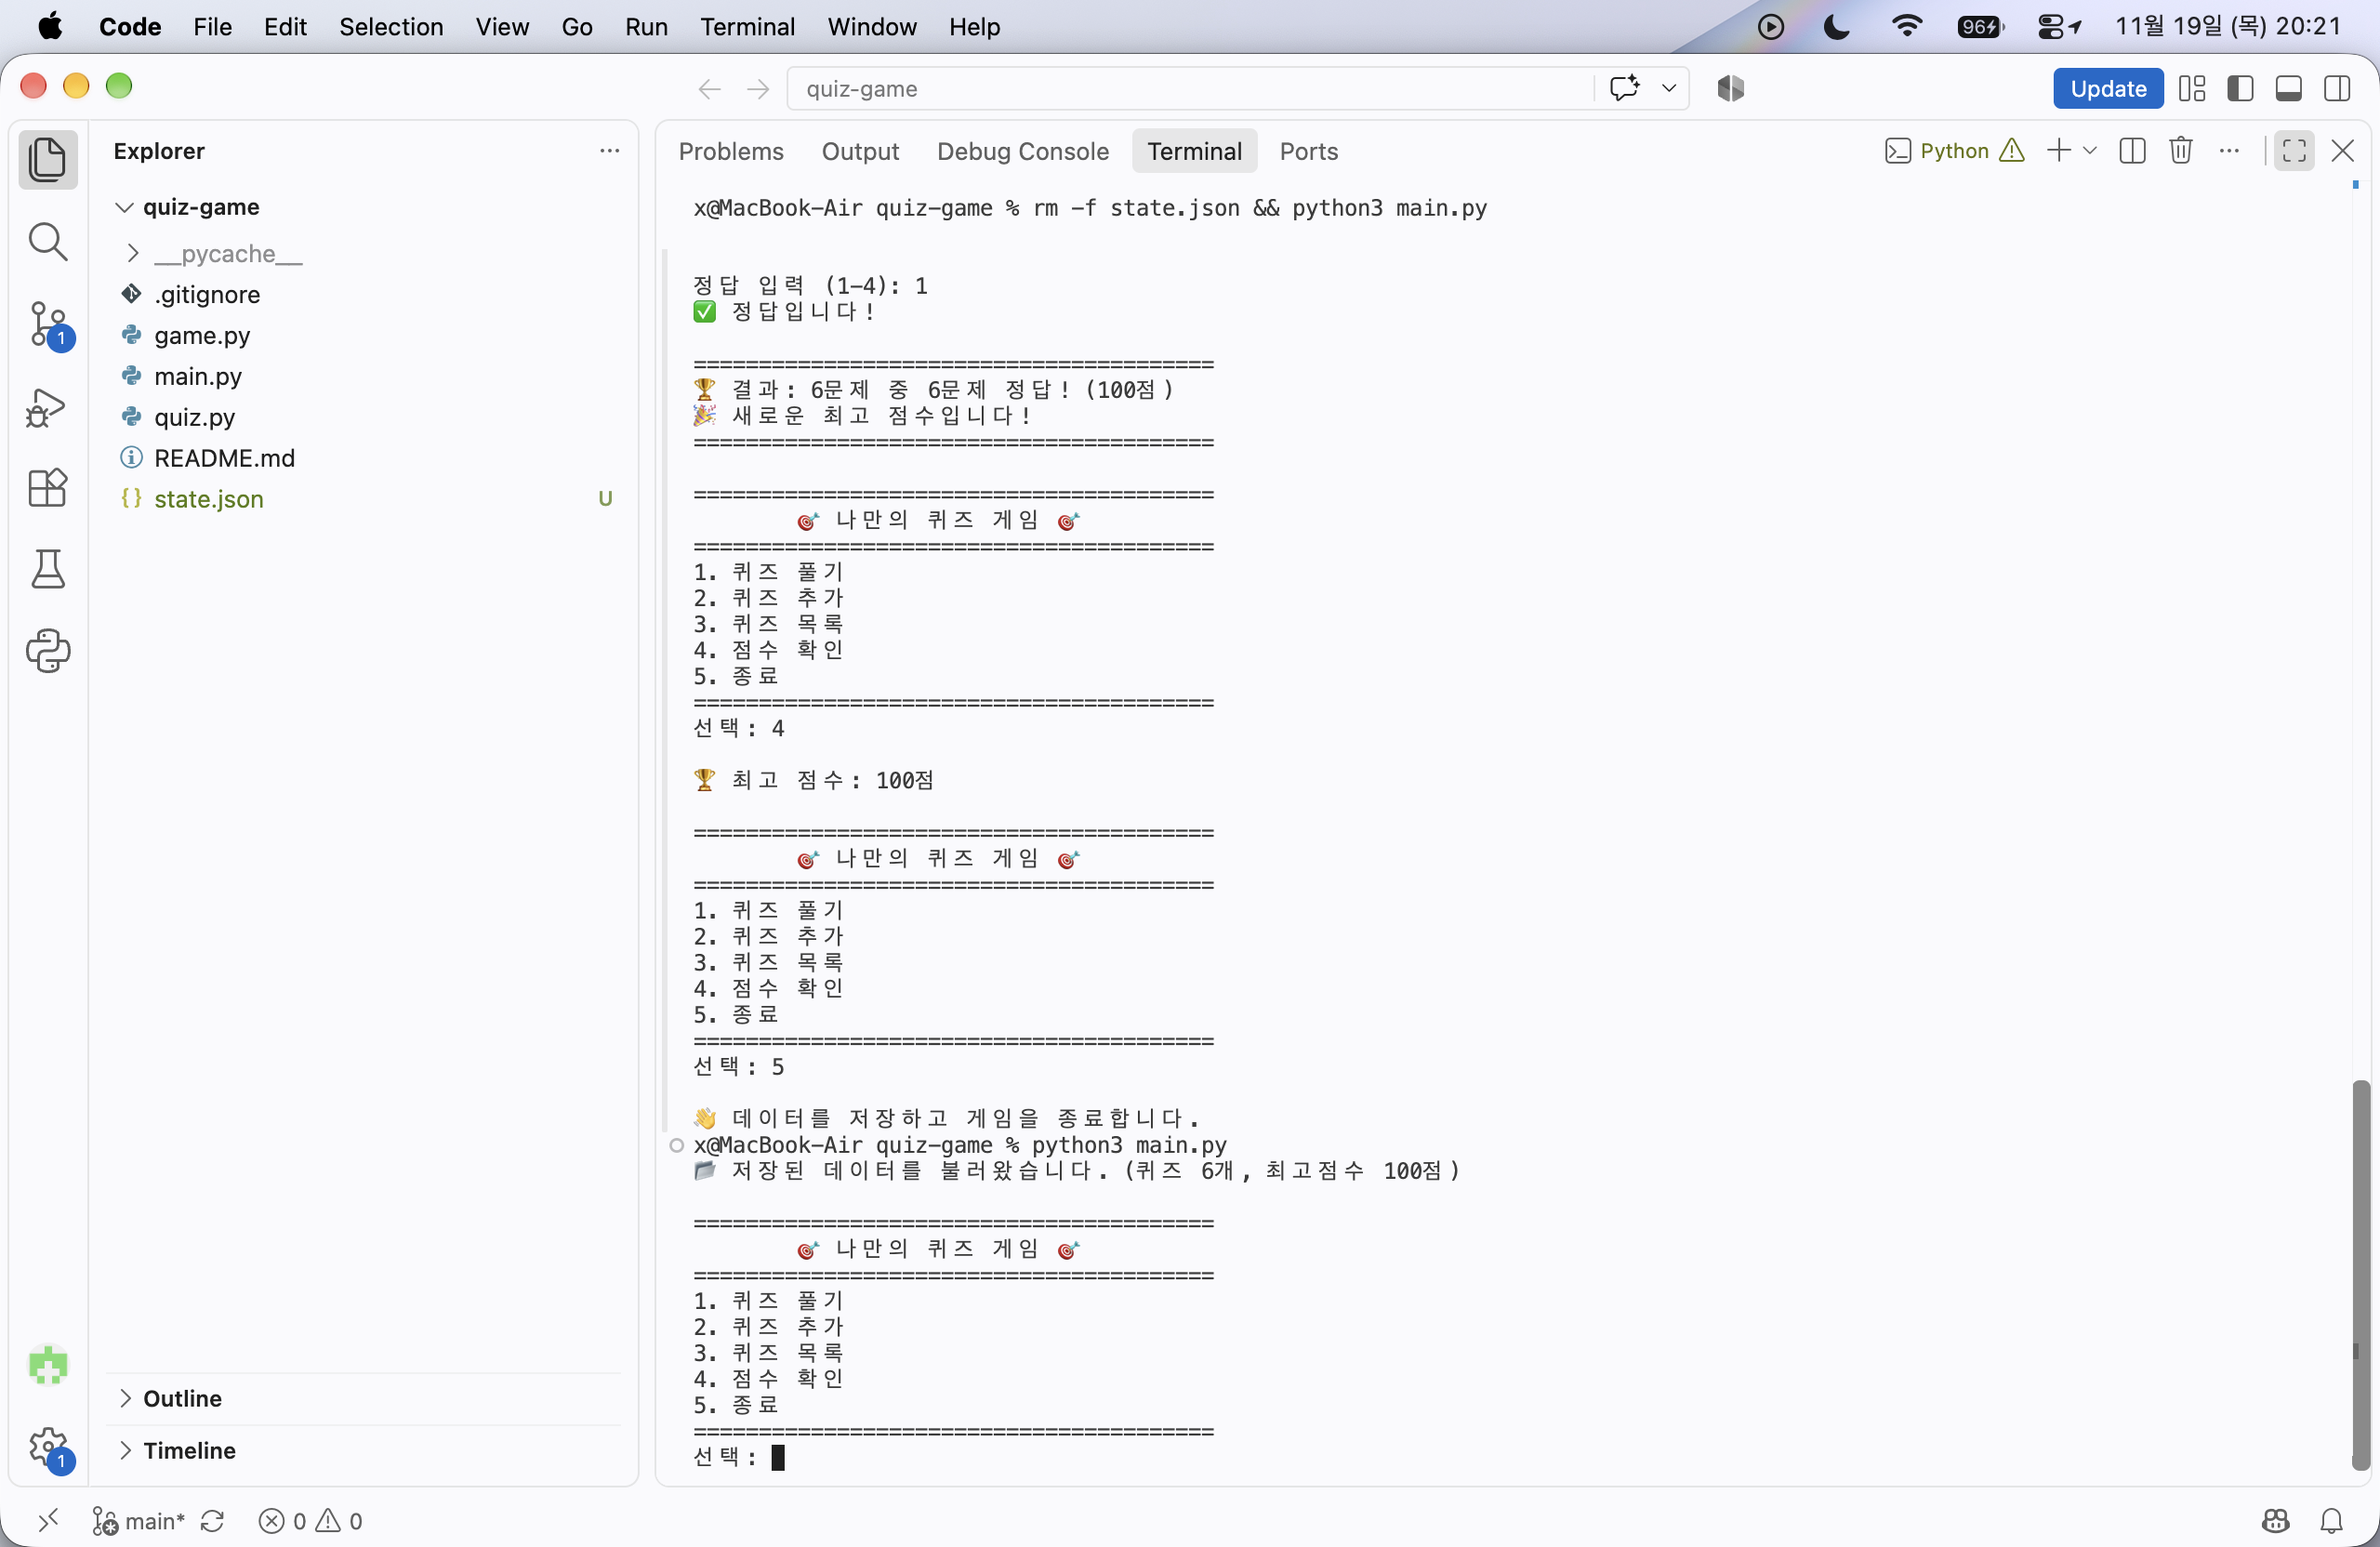 Code File Edit Selection View Go Run Terminal Window Help 96 11월 19일 (목) 20:21
quiz-game Update
Explorer
quiz-game
__pycache__
.gitignore
game.py
main.py
quiz.py
README.md
state.json U
1
Outline
Timeline
1
Problems Output Debug Console Terminal Ports Python
x@MacBook-Air quiz-game % rm -f state.json && python3 main.py
정답 입력 (1-4): 1
✅ 정답입니다!
========================================
🏆 결과: 6문제 중 6문제 정답! (100점)
🎉 새로운 최고 점수입니다!
========================================
========================================
🎯 나만의 퀴즈 게임 🎯
========================================
1. 퀴즈 풀기
2. 퀴즈 추가
3. 퀴즈 목록
4. 점수 확인
5. 종료
========================================
선택: 4
🏆 최고 점수: 100점
========================================
🎯 나만의 퀴즈 게임 🎯
========================================
1. 퀴즈 풀기
2. 퀴즈 추가
3. 퀴즈 목록
4. 점수 확인
5. 종료
========================================
선택: 5
👋 데이터를 저장하고 게임을 종료합니다.
x@MacBook-Air quiz-game % python3 main.py
📂 저장된 데이터를 불러왔습니다. (퀴즈 6개, 최고점수 100점)
========================================
🎯 나만의 퀴즈 게임 🎯
========================================
1. 퀴즈 풀기
2. 퀴즈 추가
3. 퀴즈 목록
4. 점수 확인
5. 종료
========================================
선택:
main* 0 0